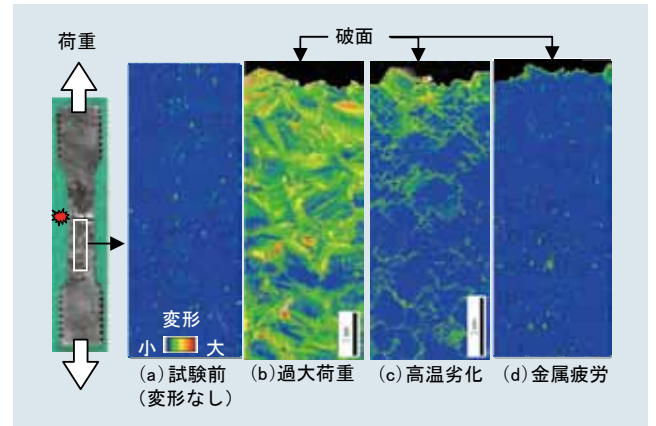 荷重
破面
変形
小 大
(a)試験前
(変形なし)
(b)過大荷重
(c)高温劣化
(d)金属疲労